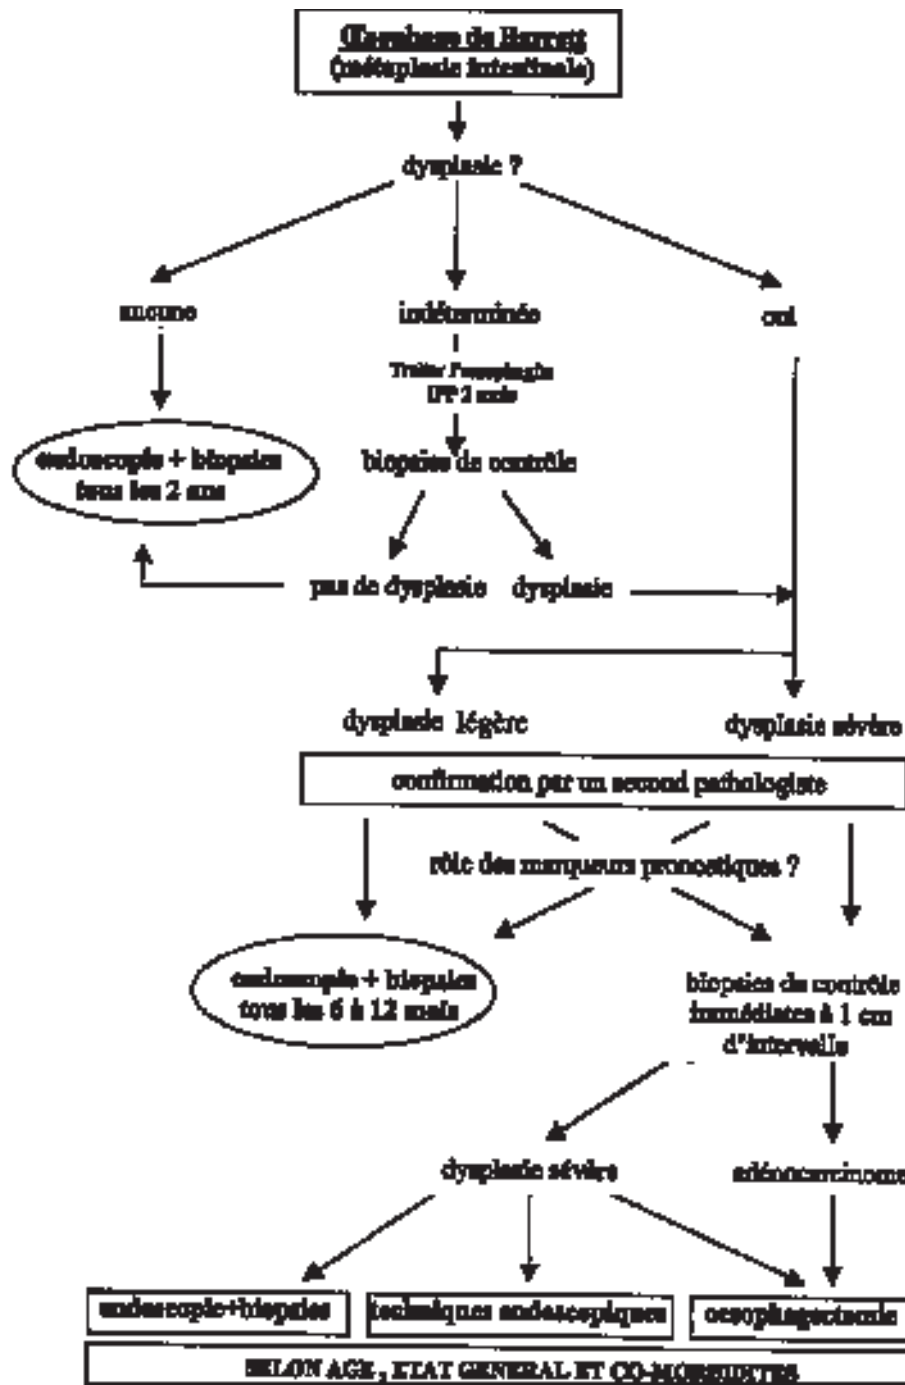 Œsophage de Barrett
(métaplasie intestinale)
dysplasie ?
aucune
indéterminée
oui
Traiter l'oesophagite
IPP 2 mois
endoscopie + biopsies
tous les 2 ans
biopsies de contrôle
pas de dysplasie
dysplasie
dysplasie légère
dysplasie sévère
confirmation par un second pathologiste
rôle des marqueurs pronostiques ?
endoscopie + biopsies
tous les 6 à 12 mois
biopsies de contrôle
immédiates à 1 cm
d'intervalle
dysplasie sévère
adénocarcinome
endoscopie+biopsies
techniques endoscopiques
oesophagectomie
SELON AGE, ETAT GENERAL ET CO-MORBIDITES